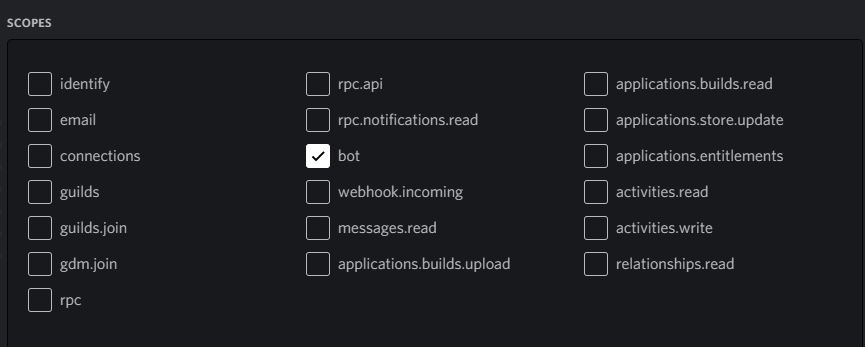 SCOPES
identify
email
connections
guilds
guilds.join
gdm.join
rpc
rpc.api
rpc.notifications.read
bot
webhook.incoming
messages.read
applications.builds.upload
applications.builds.read
applications.store.update
applications.entitlements
activities.read
activities.write
relationships.read